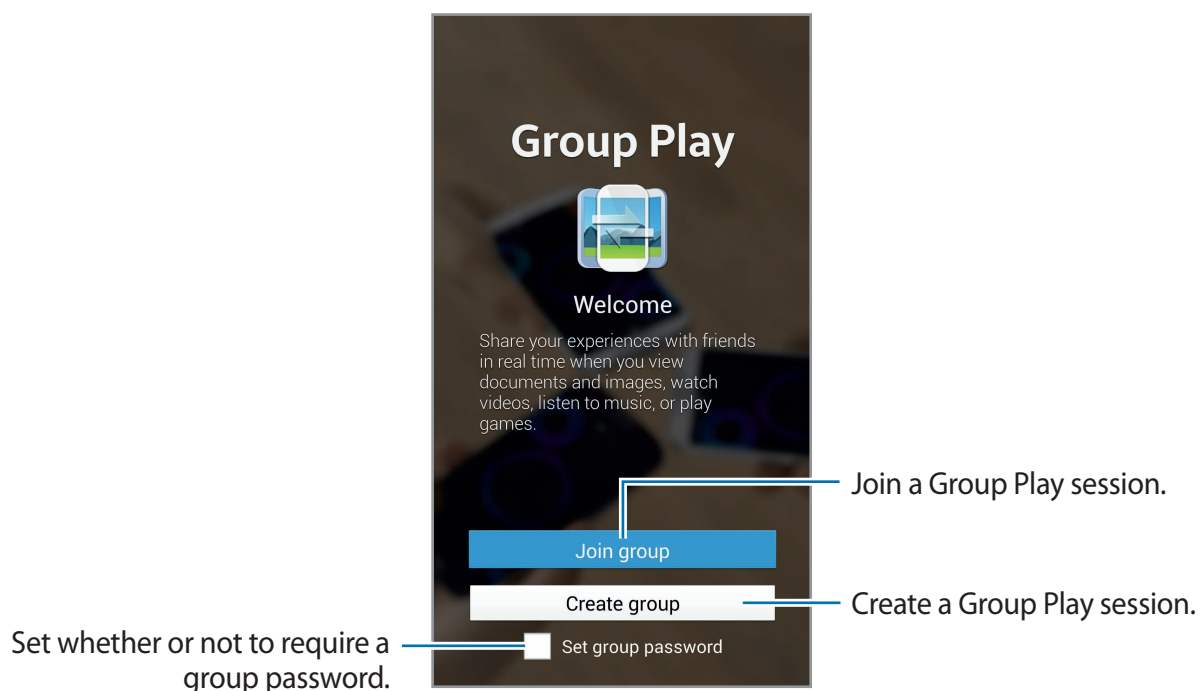 Group Play
Welcome
Share your experiences with friends
in real time when you view
documents and images, watch
videos, listen to music, or play
games.
Join a Group Play session.
Join group
Create group
Create a Group Play session.
Set group password
Set whether or not to require a
group password.